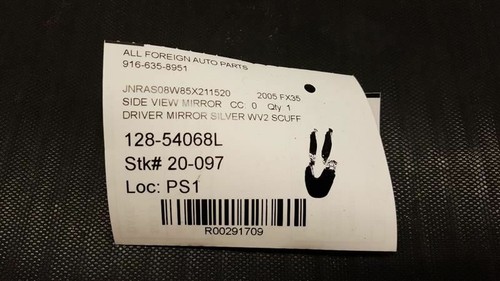 ALL FOREIGN AUTO PARTS
916-635-8951
JNRAS08W85X211520 2005 FX35
SIDE VIEW MIRROR CC 0 Qty 1
DRIVER MIRROR SILVER WV2 SCUFF
128-54068L
Stk# 20-097
Loc: PS1
R00291709